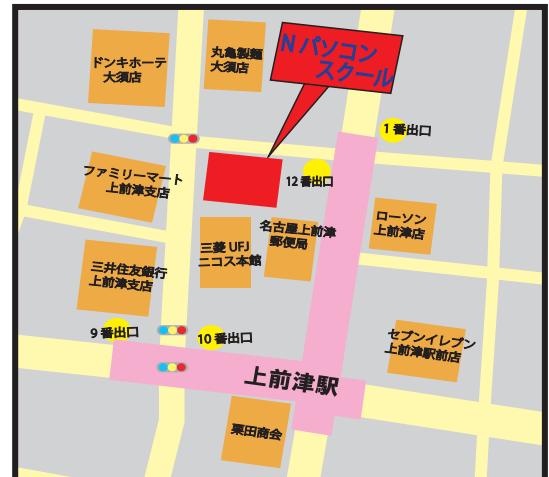 ドンキホーテ
大須店
丸亀製麺
大須店
Nパソコン
スクール
1番出口
ファミリーマート
上前津支店
12番出口
ローソン
上前津店
名古屋上前津
郵便局
三菱UFJ
ニコス本館
三井住友銀行
上前津支店
9番出口
10番出口
セブンイレブン
上前津駅前店
上前津駅
栗田商会